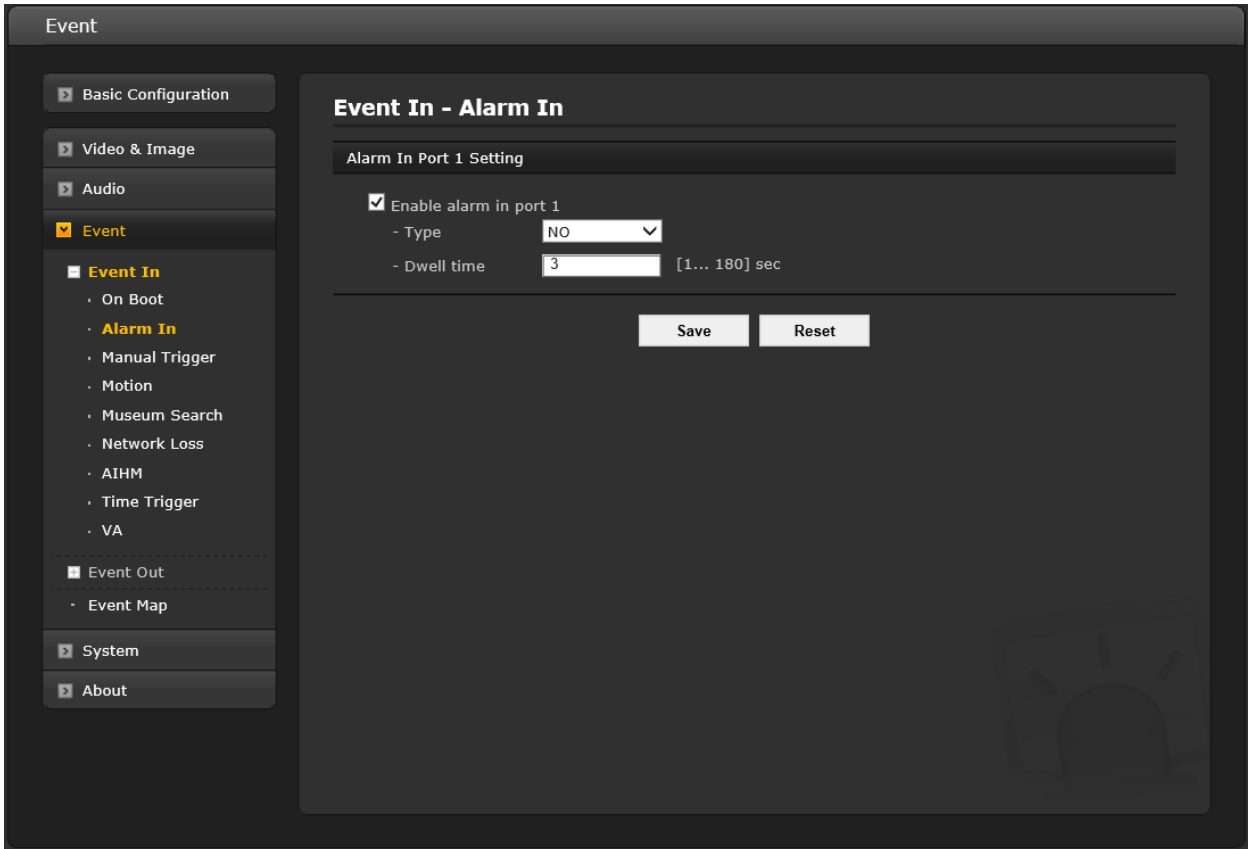 Event
Basic Configuration
Video & Image
Audio
Event
Event In
On Boot
Alarm In
Manual Trigger
Motion
Museum Search
Network Loss
AIHM
Time Trigger
VA
Event Out
Event Map
System
About
Event In - Alarm In
Alarm In Port 1 Setting
Enable alarm in port 1
- Type NO
- Dwell time 3 [1... 180] sec
Save Reset